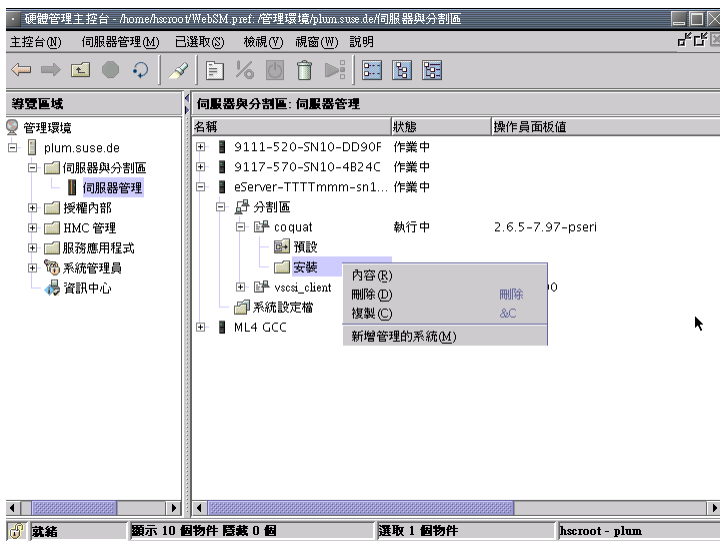 硬體管理主控台 - /home/hscroot/WebSM.pref: /管理環境/plum.suse.de/伺服器與分割區
主控台(N) 伺服器管理(M) 已選取(S) 檢視(V) 視窗(W) 說明
導覽區域
管理環境
plum.suse.de
伺服器與分割區
伺服器管理
授權內部
HMC 管理
服務應用程式
系統管理員
資訊中心
伺服器與分割區: 伺服器管理
名稱 狀態 操作員面板值
9111-520-SN10-DD90F 作業中
9117-570-SN10-4B24C 作業中
eServer-TTTTmmm-sn1... 作業中
分割區
coquat 執行中 2.6.5-7.97-pseri
預設
安裝
vscsi_client
系統設定檔
ML4 GCC
內容(R)
刪除(D) 刪除
複製(C) &C
新增管理的系統(M)
就緒 顯示 10 個物件 隱藏 0 個 選取 1 個物件 hscroot - plum